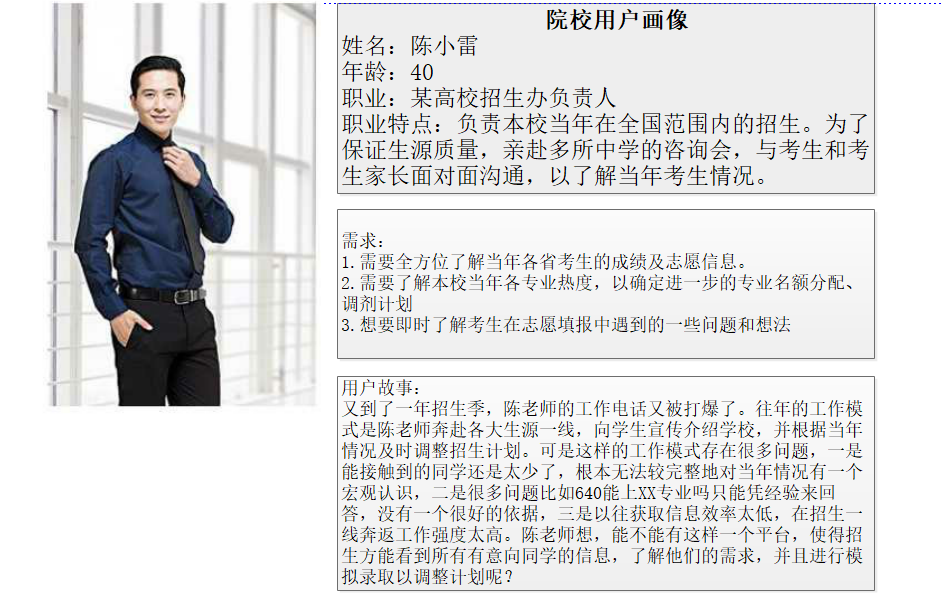 院校用户画像
姓名：陈小雷
年龄：40
职业：某高校招生办负责人
职业特点：负责本校当年在全国范围内的招生。为了
保证生源质量，亲赴多所中学的咨询会，与考生和考
生家长面对面沟通，以了解当年考生情况。
需求：
1.需要全方位了解当年各省考生的成绩及志愿信息。
2.需要了解本校当年各专业热度，以确定进一步的专业名额分配、
调剂计划
3.想要即时了解考生在志愿填报中遇到的一些问题和想法
用户故事：
又到了一年招生季，陈老师的工作电话又被打爆了。往年的工作模
式是陈老师奔赴各大生源一线，向学生宣传介绍学校，并根据当年
情况及时调整招生计划。可是这样的工作模式存在很多问题，一是
能接触到的同学还是太少了，根本无法较完整地对当年情况有一个
宏观认识，二是很多问题比如640能上XX专业吗只能凭经验来回
答，没有一个很好的依据，三是以往获取信息效率太低，在招生一
线奔返工作强度太高。陈老师想，能不能有这样一个平台，使得招
生方能看到所有有意向同学的信息，了解他们的需求，并且进行模
拟录取以调整计划呢？